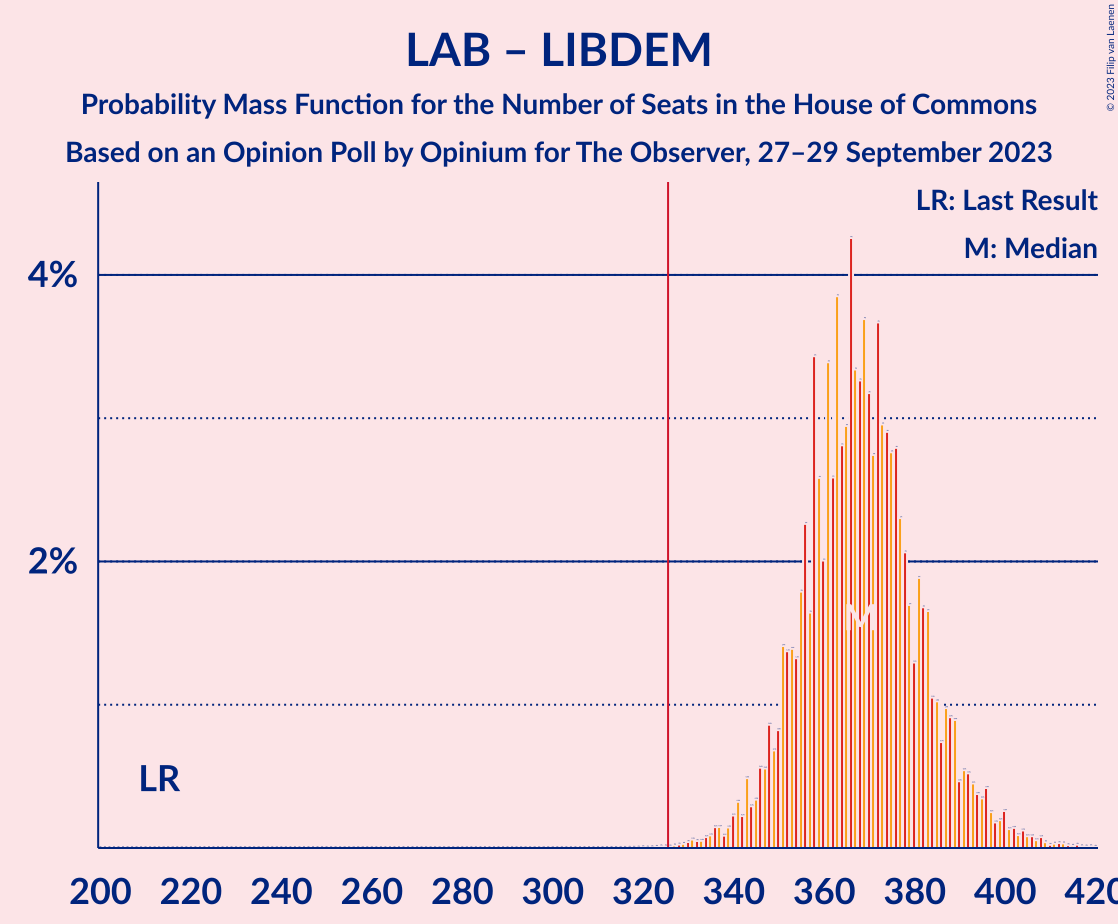 LAB – LIBDEM
Probability Mass Function for the Number of Seats in the House of Commons
Based on an Opinion Poll by Opinium for The Observer, 27–29 September 2023
© 2023 Filip van Laenen
LR: Last Result
M: Median
4%
2%
M
LR
200 220 240 260 280 300 320 340 360 380 400 420